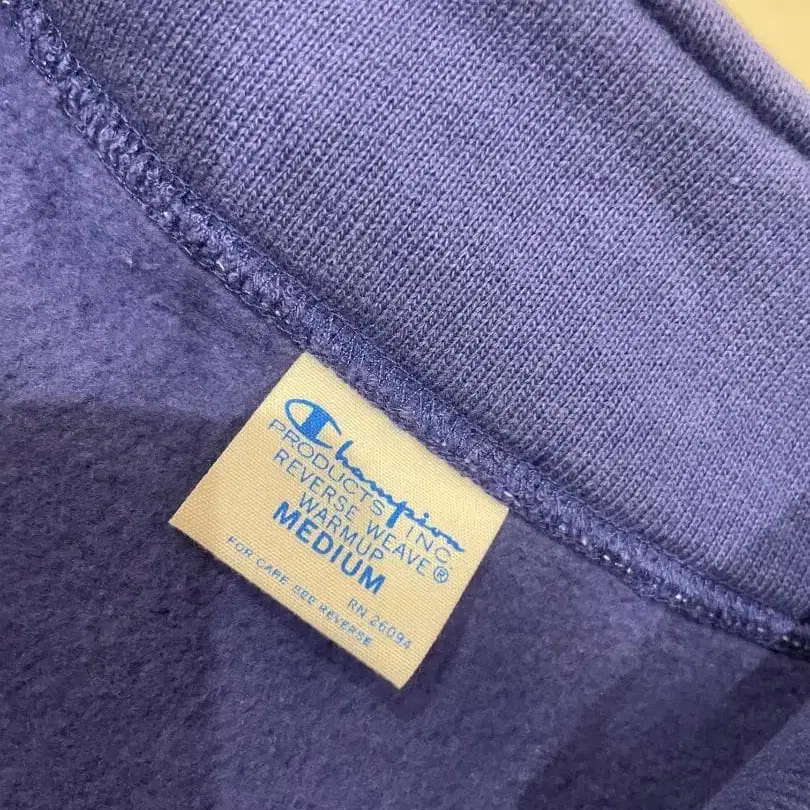 Champion
PRODUCTS INC.
REVERSE WEAVE®
WARMUP
MEDIUM
RN 26094
FOR CARE SEE REVERSE